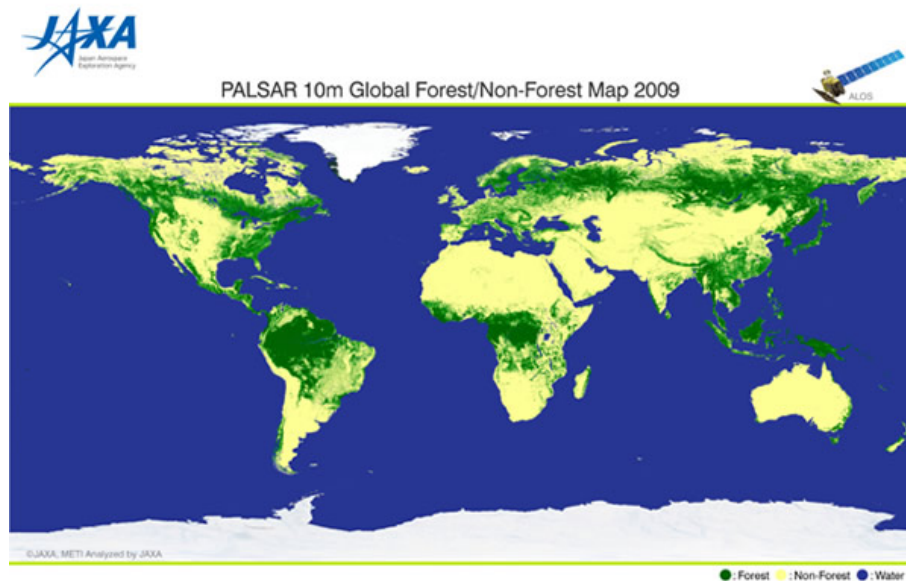 JAXA
Japan Aerospace
Exploration Agency
PALSAR 10m Global Forest/Non-Forest Map 2009
ALOS
©JAXA, METI Analyzed by JAXA
: Forest : Non-Forest : Water